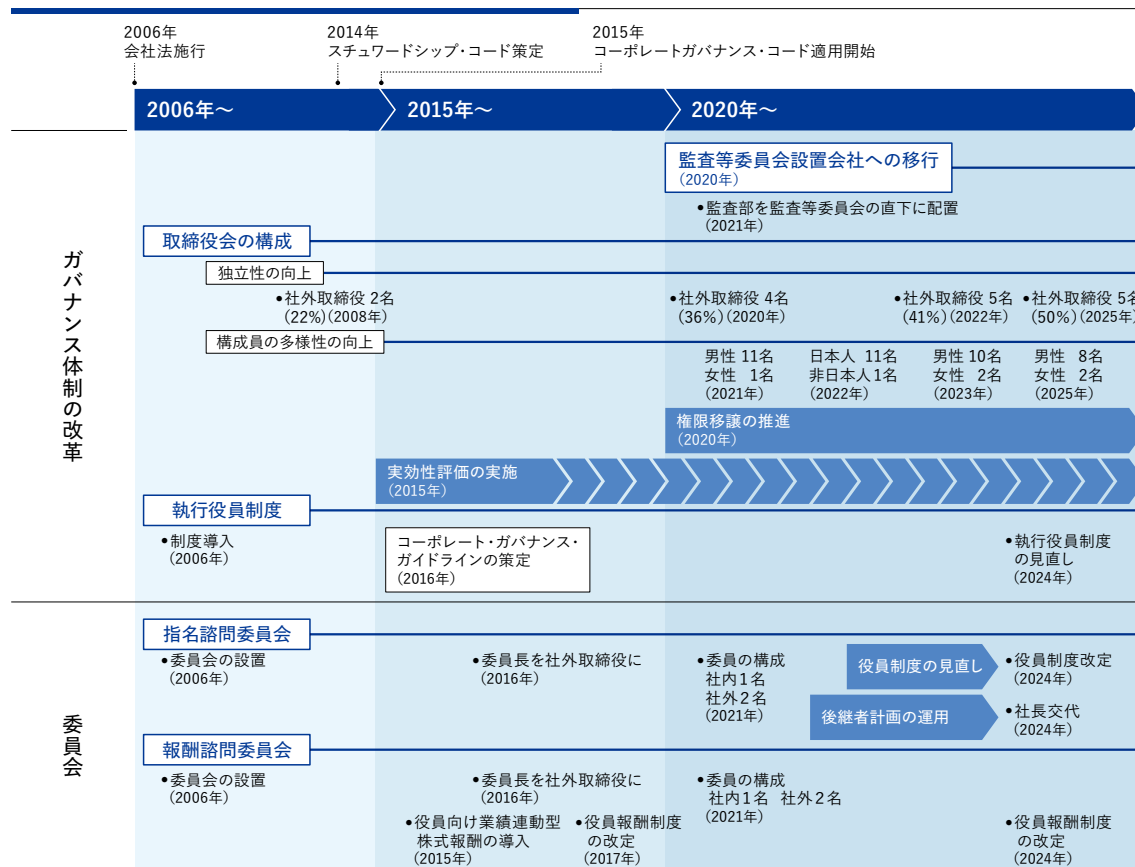 2006年
会社法施行
2014年
スチュワードシップ・コード策定
2015年
コーポレートガバナンス・コード適用開始
2006年～
2015年～
2020年～
ガバナンス体制の改革
監査等委員会設置会社への移行
(2020年)
•監査部を監査等委員会の直下に配置
(2021年)
取締役会の構成
独立性の向上
•社外取締役 2名
(22%)(2008年)
•社外取締役 4名
(36%)(2020年)
•社外取締役 5名
(41%)(2022年)
•社外取締役 5名
(50%)(2025年)
構成員の多様性の向上
男性 11名
女性 1名
(2021年)
日本人 11名
非日本人1名
(2022年)
男性 10名
女性 2名
(2023年)
男性 8名
女性 2名
(2025年)
権限移譲の推進
(2020年)
実効性評価の実施
(2015年)
執行役員制度
•制度導入
(2006年)
コーポレート・ガバナンス・
ガイドラインの策定
(2016年)
•執行役員制度
の見直し
(2024年)
委員会
指名諮問委員会
•委員会の設置
(2006年)
•委員長を社外取締役に
(2016年)
•委員の構成
社内1名
社外2名
(2021年)
役員制度の見直し
•役員制度改定
(2024年)
後継者計画の運用
•社長交代
(2024年)
報酬諮問委員会
•委員会の設置
(2006年)
•委員長を社外取締役に
(2016年)
•委員の構成
社内1名 社外2名
(2021年)
•役員向け業績連動型
株式報酬の導入
(2015年)
•役員報酬制度
の改定
(2017年)
•役員報酬制度
の改定
(2024年)